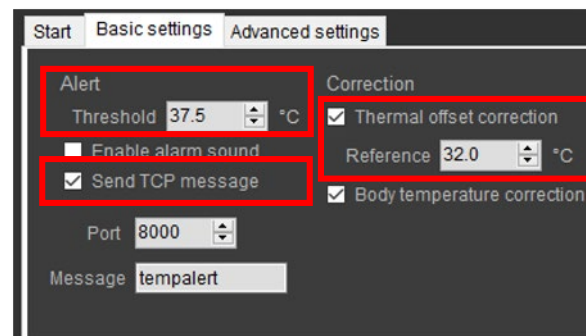 Start Basic settings Advanced settings
Alert
Threshold 37.5 °C
Enable alarm sound
Send TCP message
Port 8000
Message tempalert
Correction
Thermal offset correction
Reference 32.0 °C
Body temperature correction